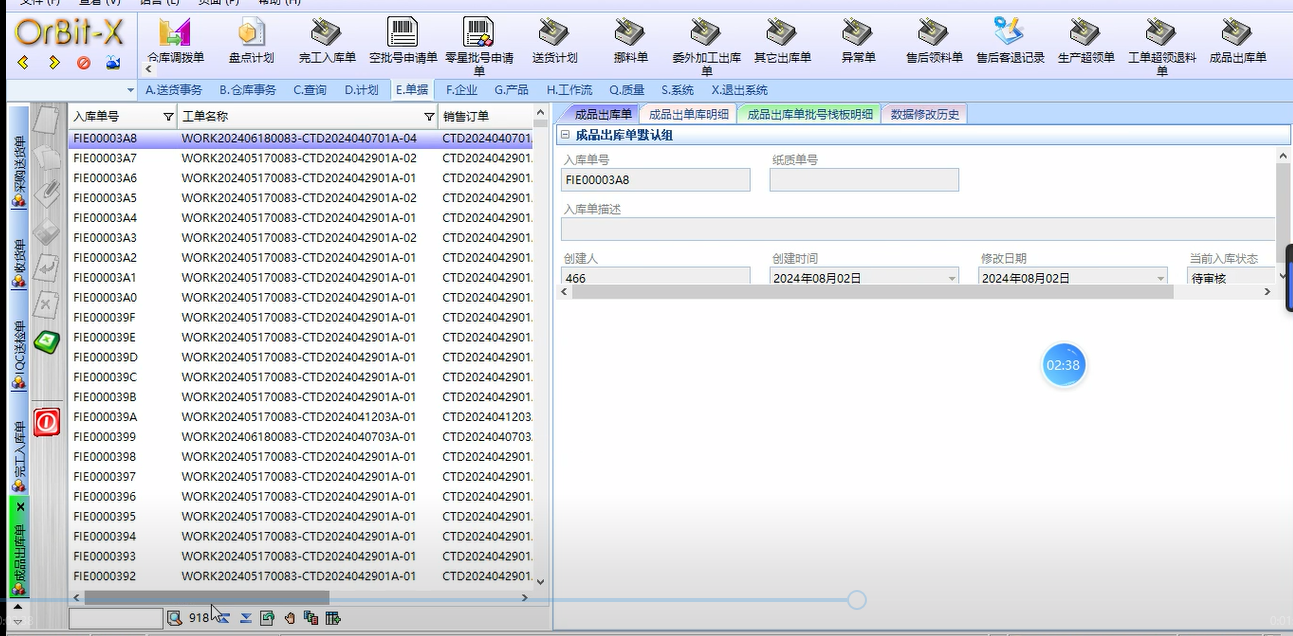 文件 (F) 查看 (V) 语言 (L) 页面 (P) 帮助 (H)
OrBit-X
仓库调拨单
盘点计划
完工入库单
空批号申请单
零星批号申请单
送货计划
挪料单
委外加工出库单
其它出库单
异常单
售后领料单
售后客退记录
生产超领单
工单超领退料单
成品出库单
A.送货事务 B.仓库事务 C.查询 D.计划 E.单据 F.企业 G.产品 H.工作流 Q.质量 S.系统 X.退出系统
采购送货单
收货单
IQC送检单
完工入库单
成品出库单
入库单号 工单名称 销售订单
FIE00003A8 WORK202406180083-CTD2024040701A-04 CTD2024040701
FIE00003A7 WORK202405170083-CTD2024042901A-02 CTD2024042901
FIE00003A6 WORK202405170083-CTD2024042901A-01 CTD2024042901
FIE00003A5 WORK202405170083-CTD2024042901A-02 CTD2024042901
FIE00003A4 WORK202405170083-CTD2024042901A-01 CTD2024042901
FIE00003A3 WORK202405170083-CTD2024042901A-02 CTD2024042901
FIE00003A2 WORK202405170083-CTD2024042901A-01 CTD2024042901
FIE00003A1 WORK202405170083-CTD2024042901A-01 CTD2024042901
FIE00003A0 WORK202405170083-CTD2024042901A-01 CTD2024042901
FIE000039F WORK202405170083-CTD2024042901A-01 CTD2024042901
FIE000039E WORK202405170083-CTD2024042901A-01 CTD2024042901
FIE000039D WORK202405170083-CTD2024042901A-01 CTD2024042901
FIE000039C WORK202405170083-CTD2024042901A-01 CTD2024042901
FIE000039B WORK202405170083-CTD2024042901A-01 CTD2024042901
FIE000039A WORK202405170083-CTD2024041203A-01 CTD2024041203
FIE0000399 WORK202406180083-CTD2024040703A-01 CTD2024040703
FIE0000398 WORK202405170083-CTD2024042901A-01 CTD2024042901
FIE0000397 WORK202405170083-CTD2024042901A-01 CTD2024042901
FIE0000396 WORK202405170083-CTD2024042901A-01 CTD2024042901
FIE0000395 WORK202405170083-CTD2024042901A-01 CTD2024042901
FIE0000394 WORK202405170083-CTD2024042901A-01 CTD2024042901
FIE0000393 WORK202405170083-CTD2024042901A-01 CTD2024042901
FIE0000392 WORK202405170083-CTD2024042901A-01 CTD2024042901
918
成品出库单 成品出单库明细 成品出库单批号栈板明细 数据修改历史
成品出库单默认组
入库单号 纸质单号
FIE00003A8
入库单描述
创建人 创建时间 修改日期 当前入库状态
466 2024年08月02日 2024年08月02日 待审核
02:38